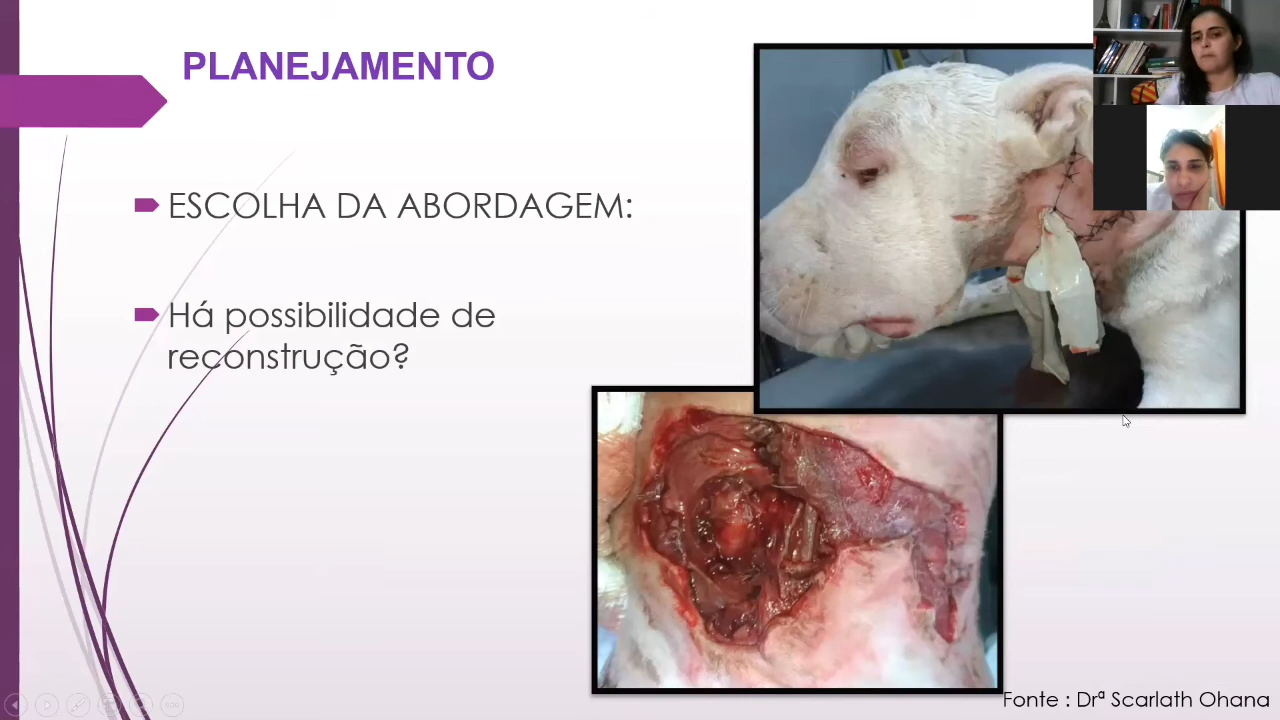 PLANEJAMENTO
ESCOLHA DA ABORDAGEM:
Há possibilidade de
reconstrução?
Fonte : Drª Scarlath Ohana